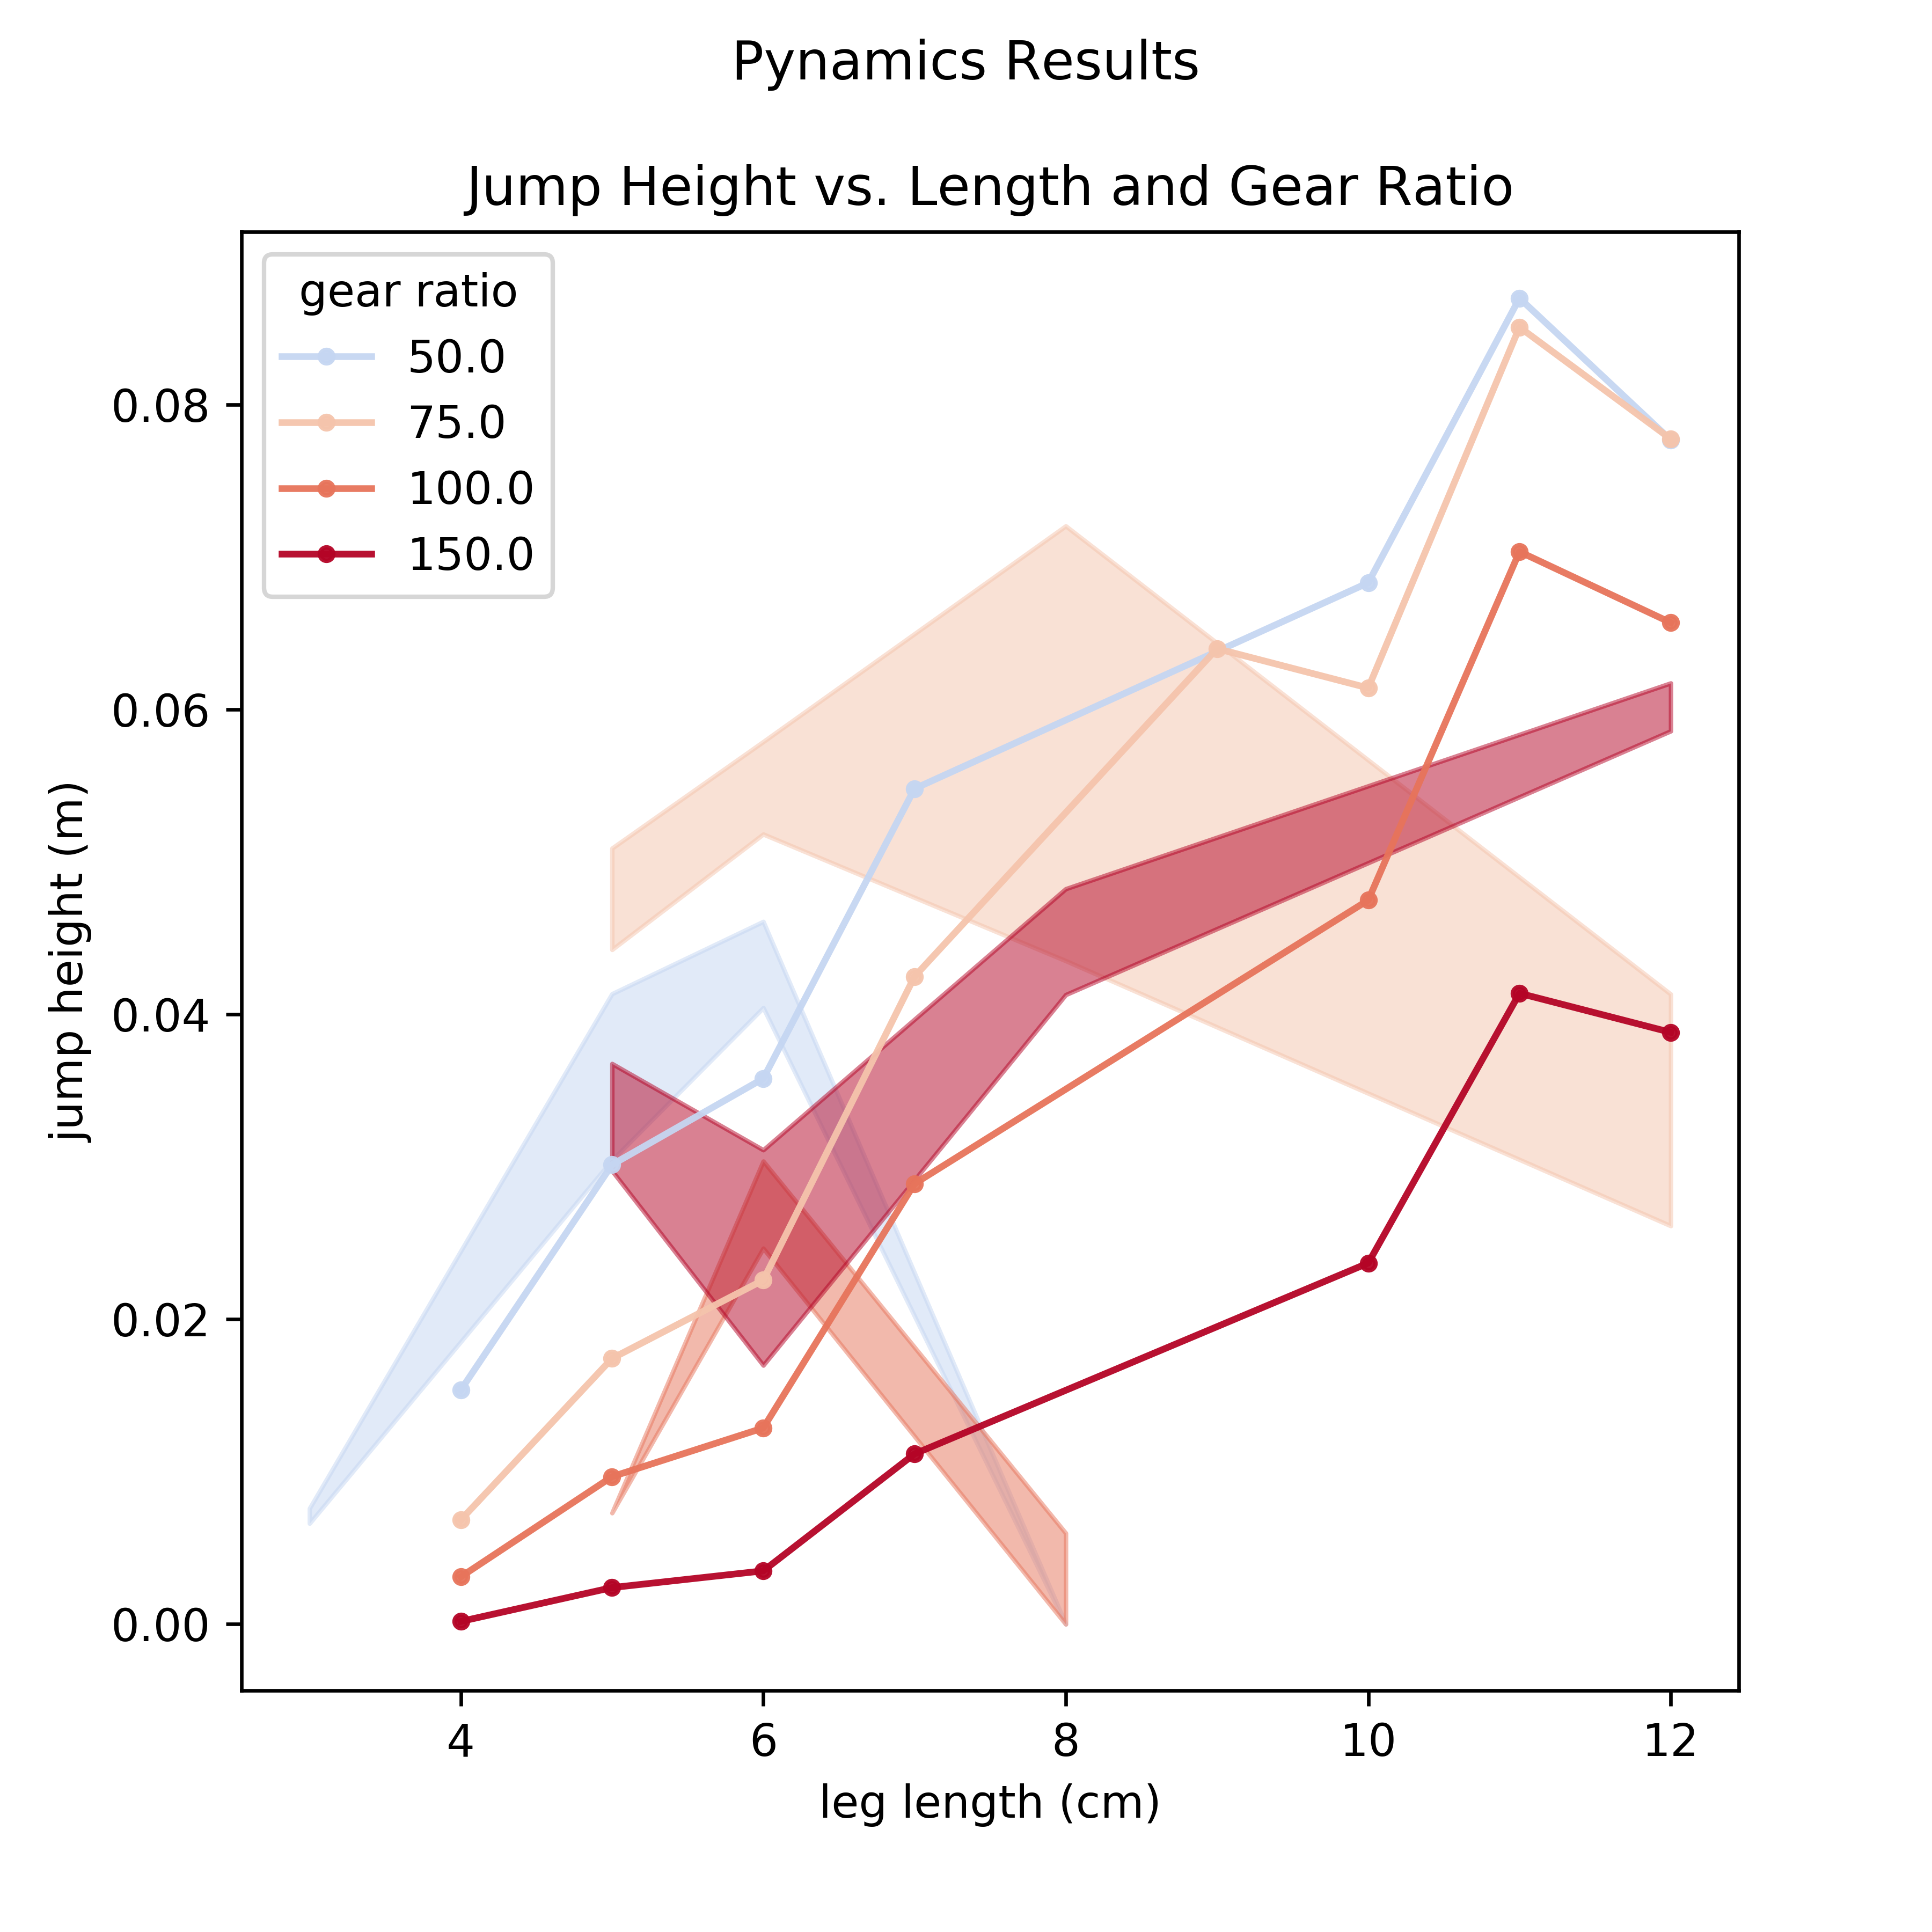 Pynamics Results
Jump Height vs. Length and Gear Ratio
gear ratio
50.0
75.0
100.0
150.0
0.08
0.06
0.04
0.02
0.00
jump height (m)
4 6 8 10 12
leg length (cm)